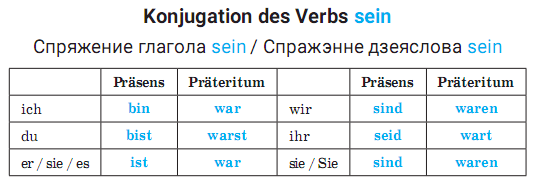 Konjugation des Verbs sein
Спряжение глагола sein / Спражэнне дзеяслова sein
Präsens Präteritum Präsens Präteritum
ich bin war wir sind waren
du bist warst ihr seid wart
er / sie / es ist war sie / Sie sind waren